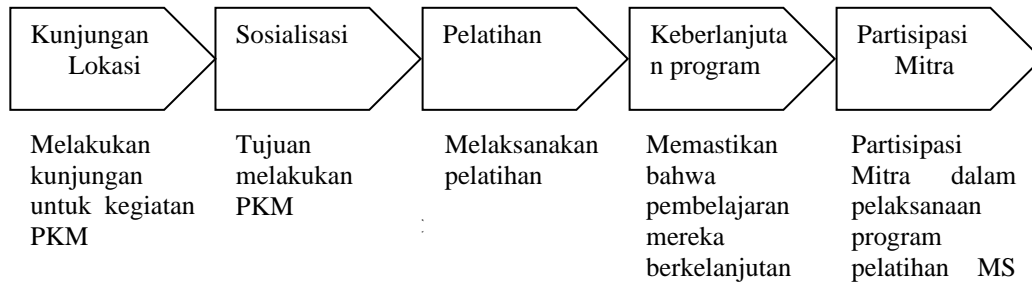 Kunjungan
Lokasi
Sosialisasi
Pelatihan
Keberlanjuta
n program
Partisipasi
Mitra
Melakukan
kunjungan
untuk kegiatan
PKM
Tujuan
melakukan
PKM
Melaksanakan
pelatihan
Memastikan
bahwa
pembelajaran
mereka
berkelanjutan
Partisipasi
Mitra dalam
pelaksanaan
program
pelatihan MS